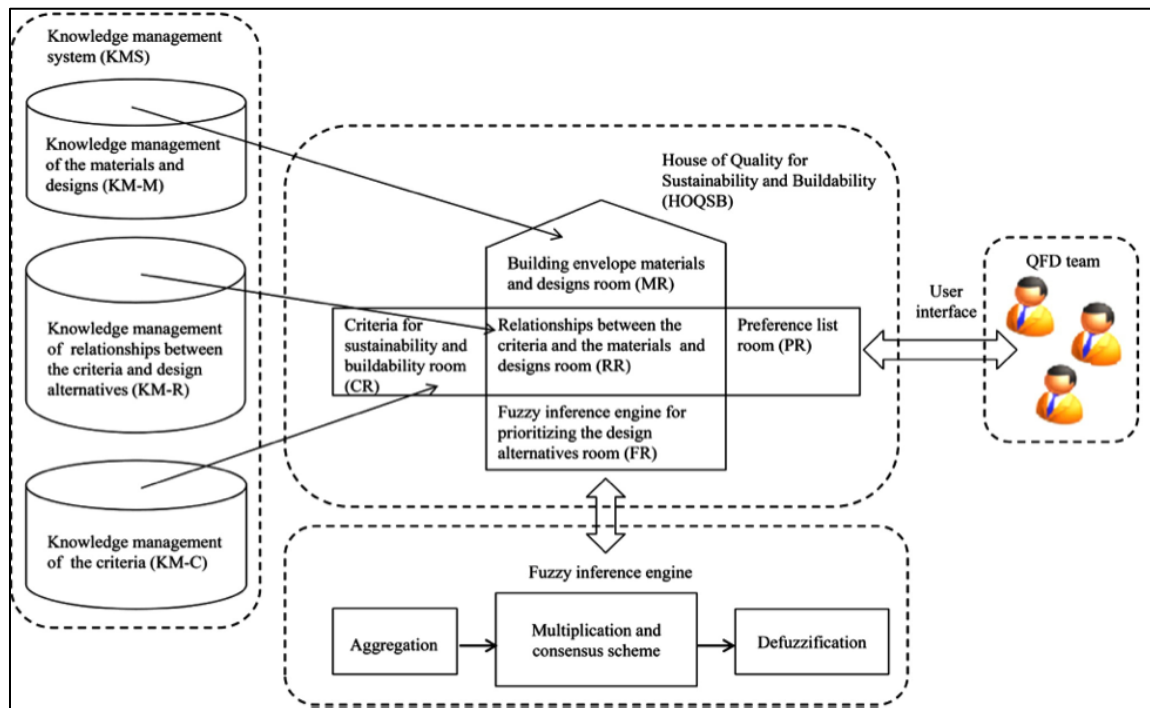 Knowledge management
system (KMS)
Knowledge management
of the materials and
designs (KM-M)
Knowledge management
of relationships between
the criteria and design
alternatives (KM-R)
Knowledge management
of the criteria (KM-C)
House of Quality for
Sustainability and Buildability
(HOQSB)
Building envelope materials
and designs room (MR)
Criteria for
sustainability and
buildability room
(CR)
Relationships between the
criteria and the materials and
designs room (RR)
Preference list
room (PR)
Fuzzy inference engine for
prioritizing the design
alternatives room (FR)
User
interface
QFD team
Fuzzy inference engine
Aggregation
Multiplication and
consensus scheme
Defuzzification